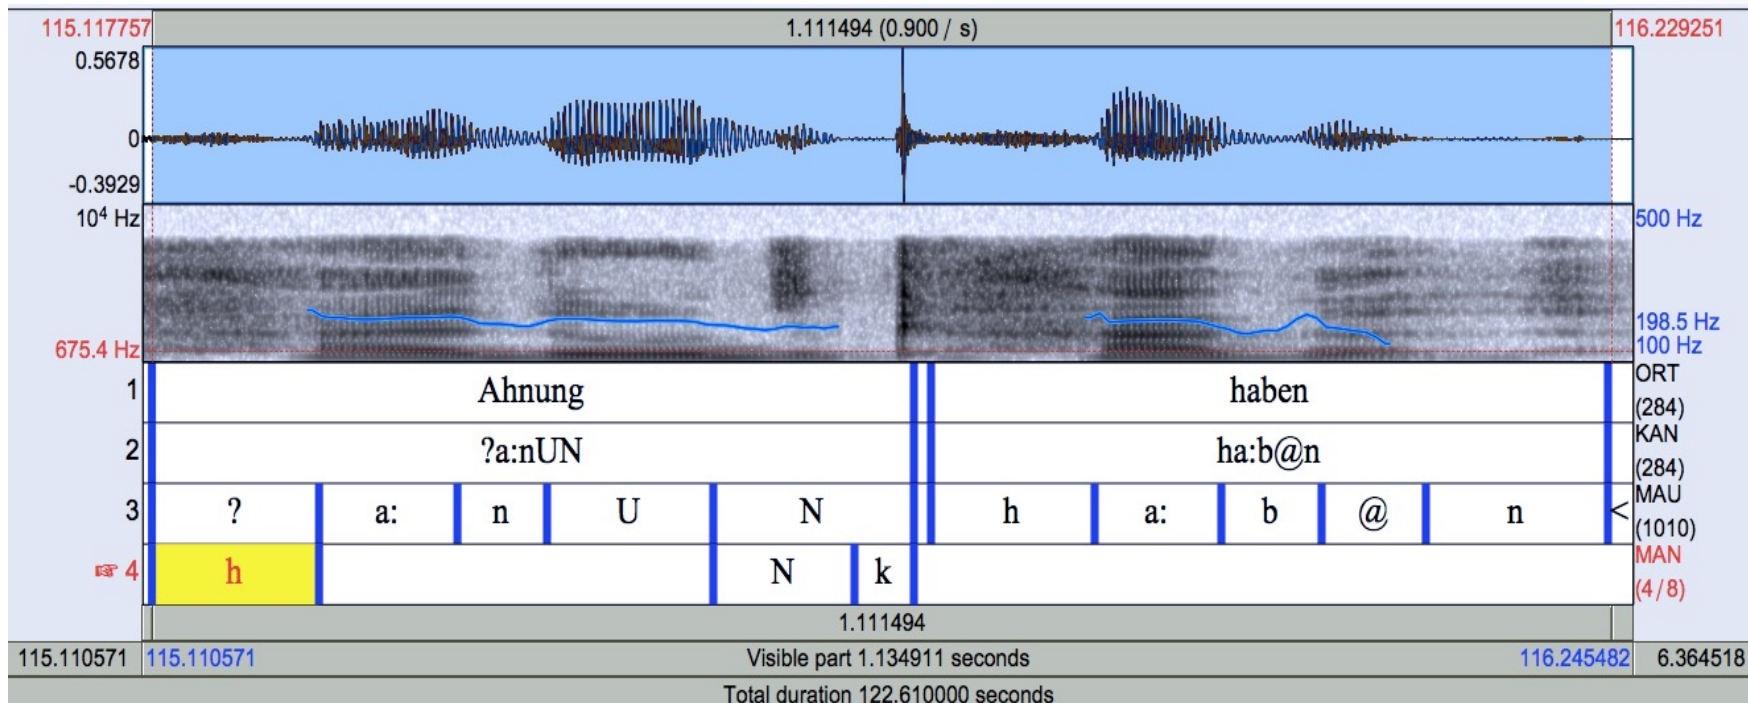 115.117757 1.111494 (0.900 / s) 116.229251
0.5678
0
-0.3929
10⁴ Hz 500 Hz
198.5 Hz
675.4 Hz 100 Hz
1 Ahnung haben ORT (284)
2 ?a:nUN ha:b@n KAN (284)
3 ? a: n U N h a: b @ n < MAU (1010)
☞ 4 h N k MAN (4 / 8)
1.111494
115.110571 115.110571 Visible part 1.134911 seconds 116.245482 6.364518
Total duration 122.610000 seconds